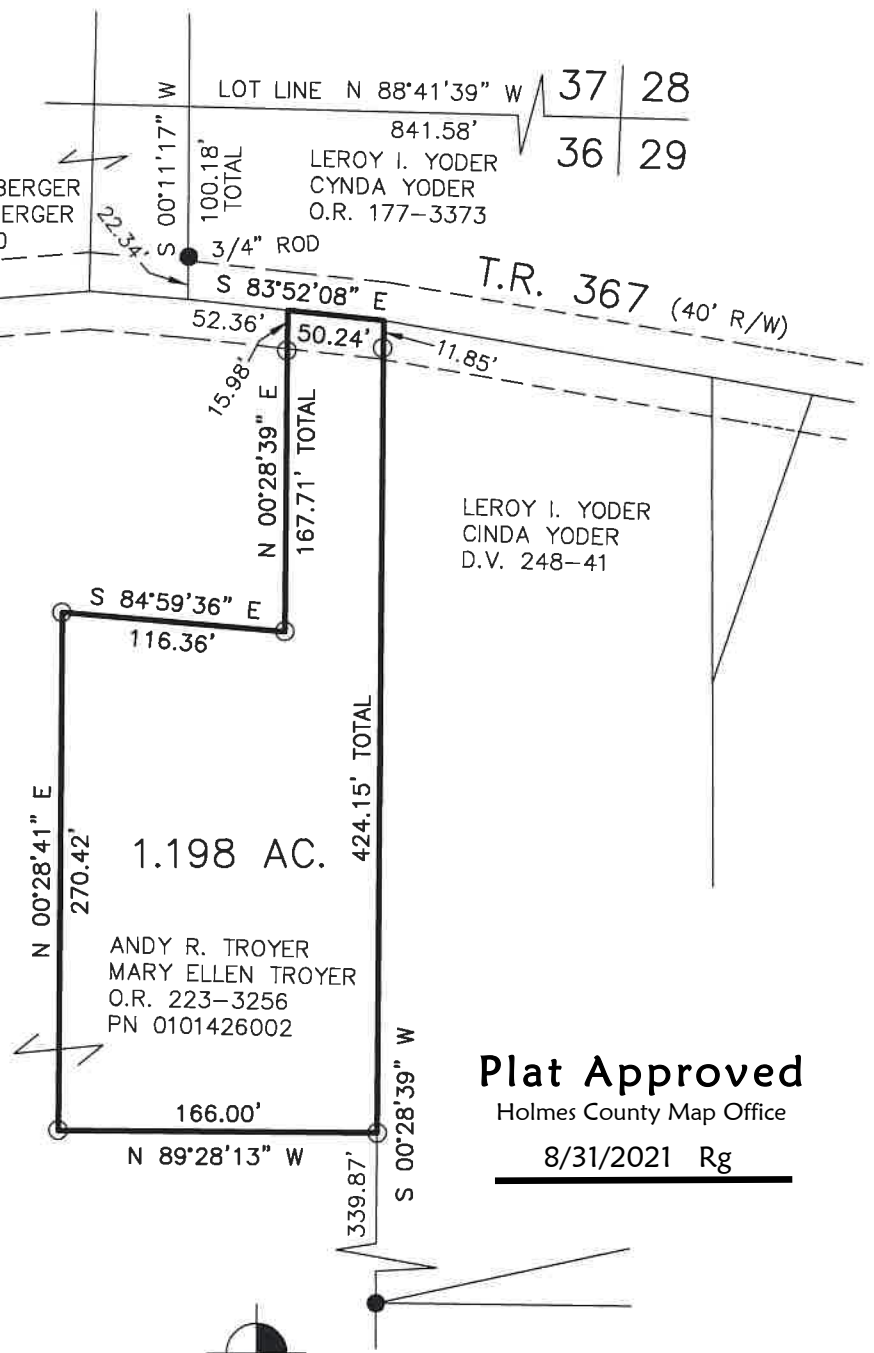 LOT LINE N 88°41'39" W
841.58'
37 28
36 29
S 00°11'17" W
100.18'
TOTAL
LEROY I. YODER
CYNDA YODER
O.R. 177-3373
BERGER
ERGER
22.34'
3/4" ROD
S 83°52'08" E
T.R. 367 (40' R/W)
52.36'
50.24'
11.85'
15.98'
N 00°28'39" E
167.71' TOTAL
LEROY I. YODER
CINDA YODER
D.V. 248-41
S 84°59'36" E
116.36'
424.15' TOTAL
N 00°28'41" E
270.42'
1.198 AC.
ANDY R. TROYER
MARY ELLEN TROYER
O.R. 223-3256
PN 0101426002
166.00'
N 89°28'13" W
S 00°28'39" W
339.87'
Plat Approved
Holmes County Map Office
8/31/2021 Rg